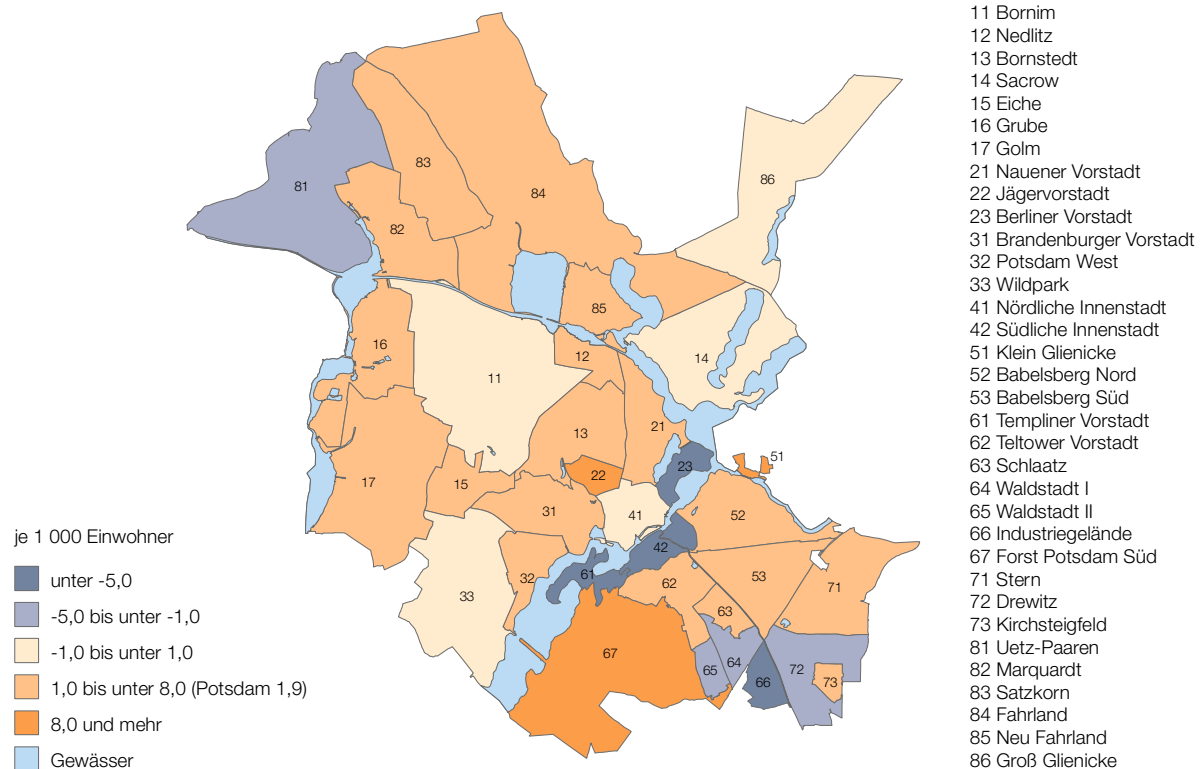 11 Bornim
12 Nedlitz
13 Bornstedt
14 Sacrow
15 Eiche
16 Grube
17 Golm
21 Nauener Vorstadt
22 Jägervorstadt
23 Berliner Vorstadt
31 Brandenburger Vorstadt
32 Potsdam West
33 Wildpark
41 Nördliche Innenstadt
42 Südliche Innenstadt
51 Klein Glienicke
52 Babelsberg Nord
53 Babelsberg Süd
61 Templiner Vorstadt
62 Teltower Vorstadt
63 Schlaatz
64 Waldstadt I
65 Waldstadt II
66 Industriegelände
67 Forst Potsdam Süd
71 Stern
72 Drewitz
73 Kirchsteigfeld
81 Uetz-Paaren
82 Marquardt
83 Satzkorn
84 Fahrland
85 Neu Fahrland
86 Groß Glienicke
83
81
84
86
82
85
16
12
14
11
13
21
22
23
51
17
15
31
41
52
42
61
32
62
53
71
33
63
67
65
64
66
72
73
je 1 000 Einwohner
unter -5,0
-5,0 bis unter -1,0
-1,0 bis unter 1,0
1,0 bis unter 8,0 (Potsdam 1,9)
8,0 und mehr
Gewässer